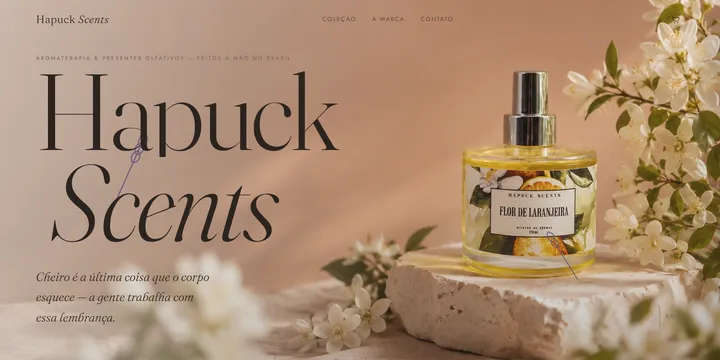 Hapuck Scents
COLEÇÃO A MARCA CONTATO
AROMATERAPIA & PRESENTES OLFATIVOS — FEITOS À MÃO NO BRASIL
Hapuck
Scents
Cheiro é a última coisa que o corpo
esquece — a gente trabalha com
essa lembrança.
HAPUCK SCENTS
FLOR DE LARANJEIRA